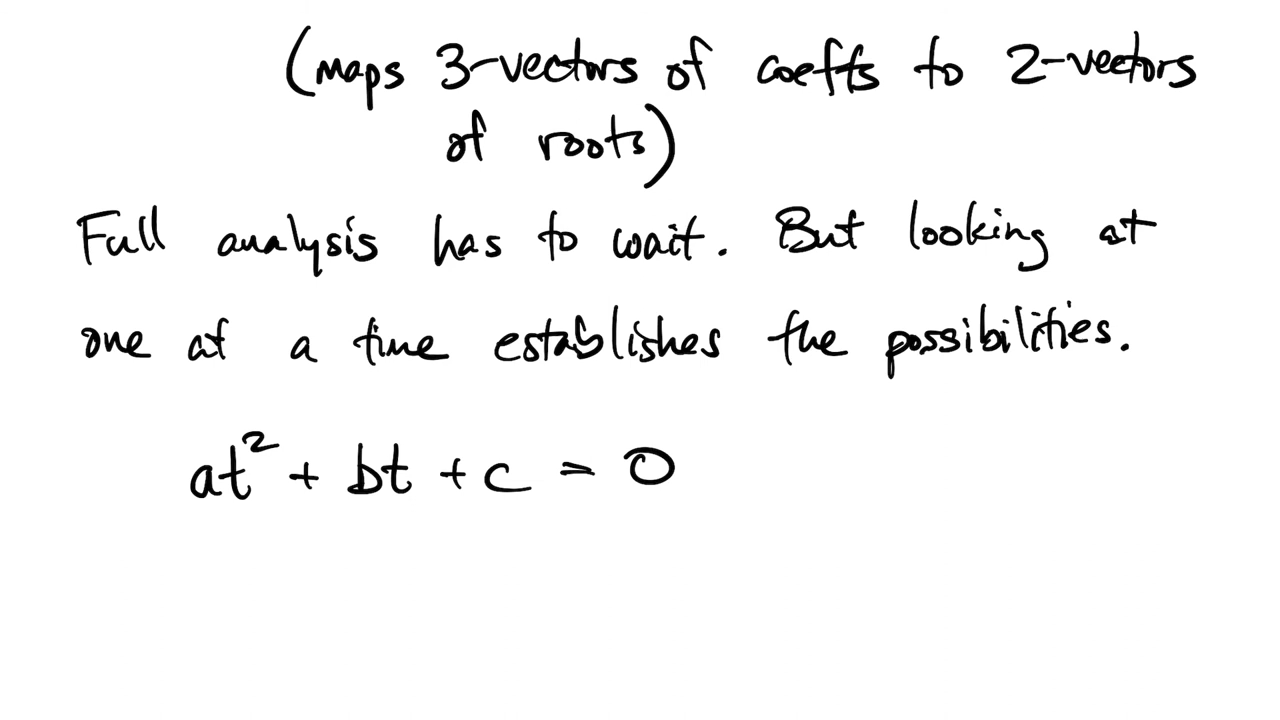 (maps 3-vectors of coeffs to 2-vectors
of roots)
Full analysis has to wait. But looking at
one at a time establishes the possibilities.
at² + bt + c = 0